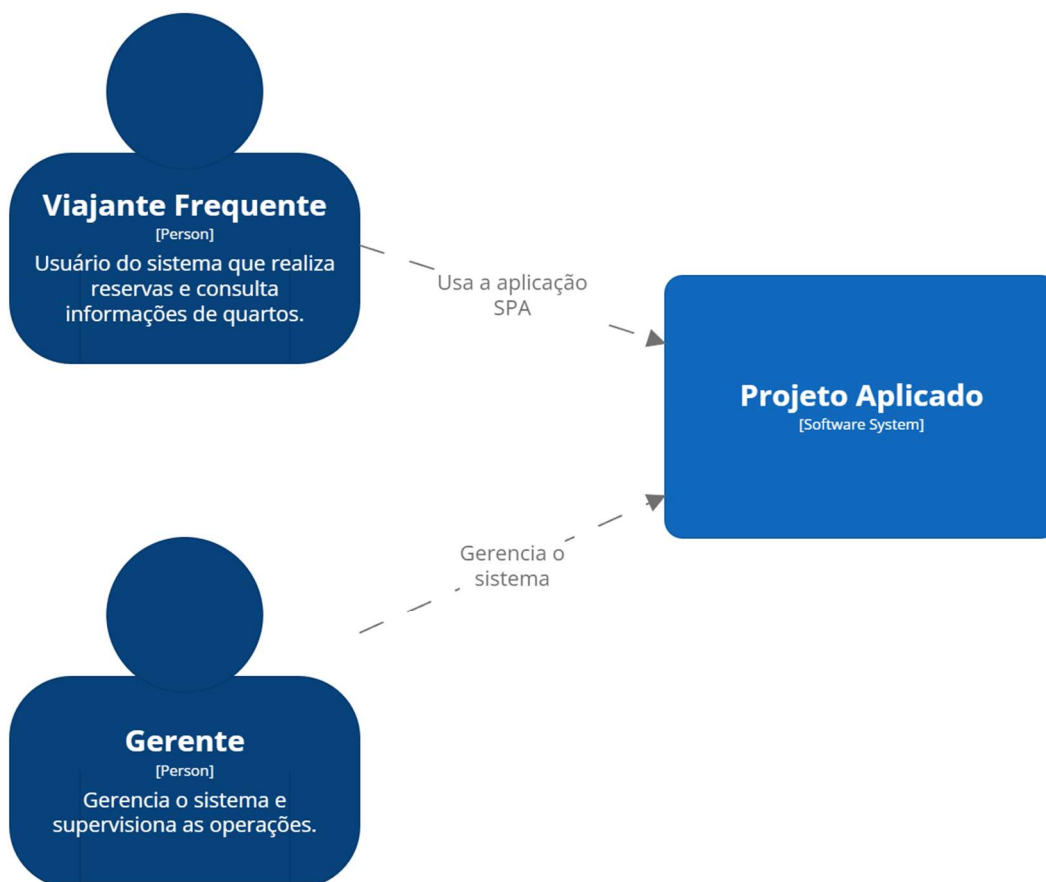 Viajante Frequente
[Person]
Usuário do sistema que realiza
reservas e consulta
informações de quartos.
Usa a aplicação
SPA
Projeto Aplicado
[Software System]
Gerencia o
sistema
Gerente
[Person]
Gerencia o sistema e
supervisiona as operações.